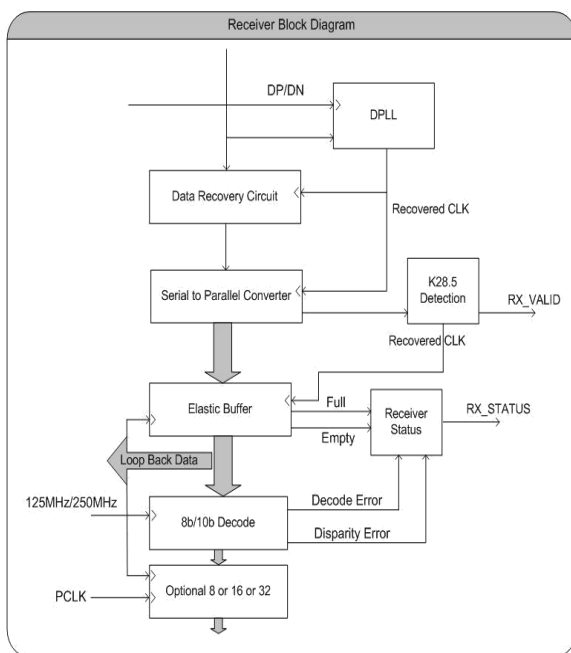 Receiver Block Diagram
DP/DN
DPLL
Data Recovery Circuit
Recovered CLK
Serial to Parallel Converter
K28.5
Detection
RX_VALID
Recovered CLK
Elastic Buffer
Full
Empty
Receiver
Status
RX_STATUS
Loop Back Data
125MHz/250MHz
8b/10b Decode
Decode Error
Disparity Error
PCLK
Optional 8 or 16 or 32